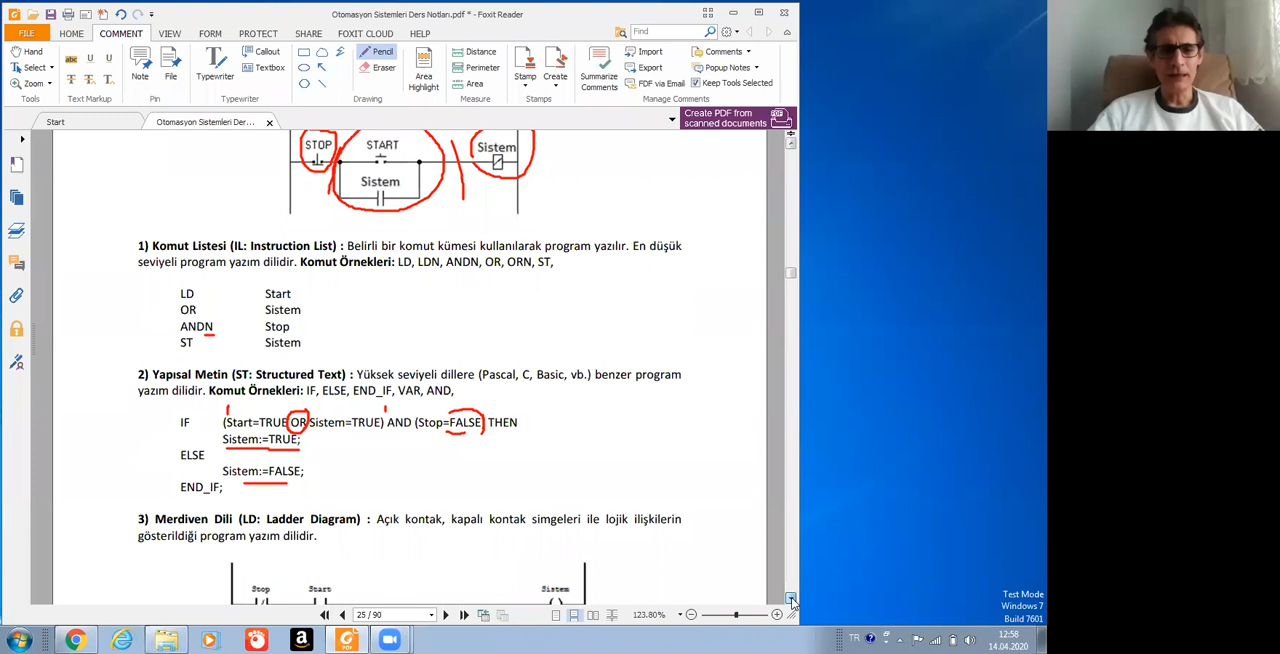 Otomasyon Sistemleri Ders Notları.pdf * - Foxit Reader
FILE HOME COMMENT VIEW FORM PROTECT SHARE FOXIT CLOUD HELP Find
Hand
Select
Zoom
Tools
Text Markup
Note
File
Pin
Typewriter
Callout
Textbox
Typewriter
Pencil
Eraser
Drawing
Area
Highlight
Distance
Perimeter
Area
Measure
Stamp
Create
Stamps
Summarize
Comments
Import
Export
FDF via Email
Comments
Popup Notes
Keep Tools Selected
Manage Comments
Start
Otomasyon Sistemleri Ders...
Create PDF from
scanned documents
STOP START Sistem
Sistem
1) Komut Listesi (IL: Instruction List) : Belirli bir komut kümesi kullanılarak program yazılır. En düşük
seviyeli program yazım dilidir. Komut Örnekleri: LD, LDN, ANDN, OR, ORN, ST,
LD Start
OR Sistem
ANDN Stop
ST Sistem
2) Yapısal Metin (ST: Structured Text) : Yüksek seviyeli dillere (Pascal, C, Basic, vb.) benzer program
yazım dilidir. Komut Örnekleri: IF, ELSE, END_IF, VAR, AND,
IF (Start=TRUE OR Sistem=TRUE) AND (Stop=FALSE) THEN
Sistem:=TRUE;
ELSE
Sistem:=FALSE;
END_IF;
3) Merdiven Dili (LD: Ladder Diagram) : Açık kontak, kapalı kontak simgeleri ile lojik ilişkilerin
gösterildiği program yazım dilidir.
Stop Start Sistem
25 / 90
123.80%
Test Mode
Windows 7
Build 7601
TR
12:58
14.04.2020